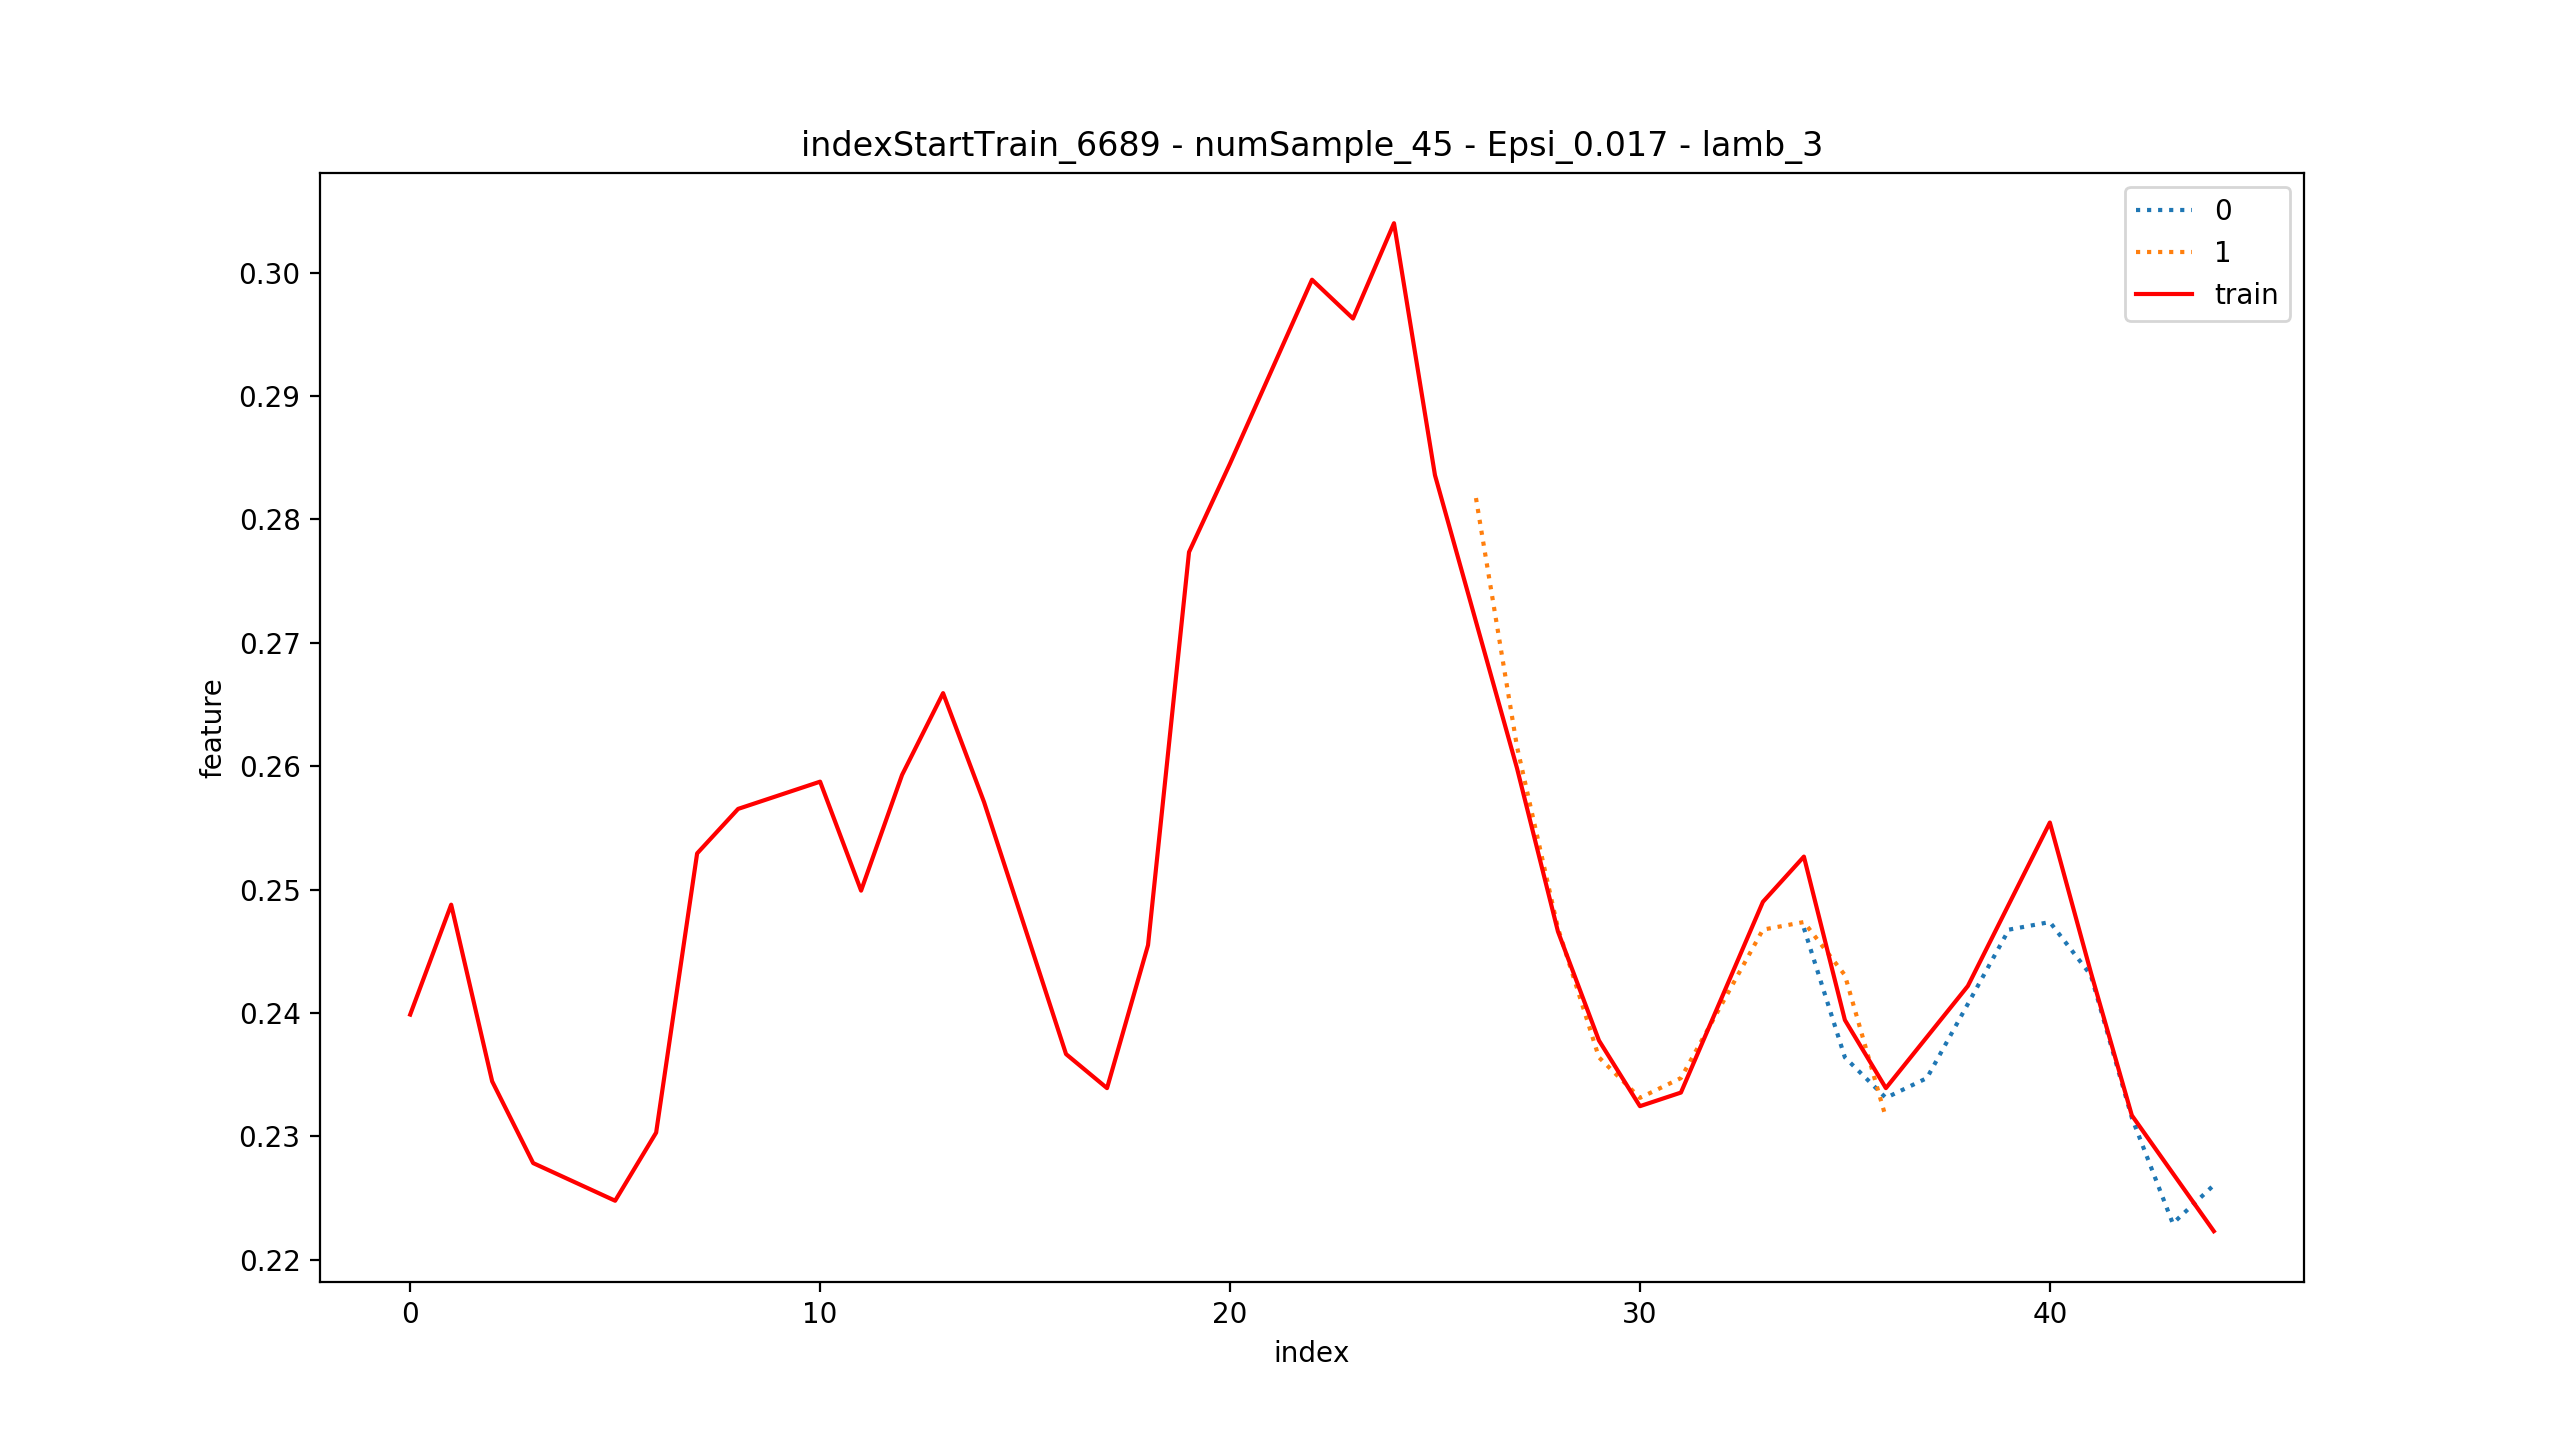 indexStartTrain_6689 - numSample_45 - Epsi_0.017 - lamb_3
0
1
train
0.30
0.29
0.28
0.27
0.26
0.25
0.24
0.23
0.22
feature
0 10 20 30 40
index